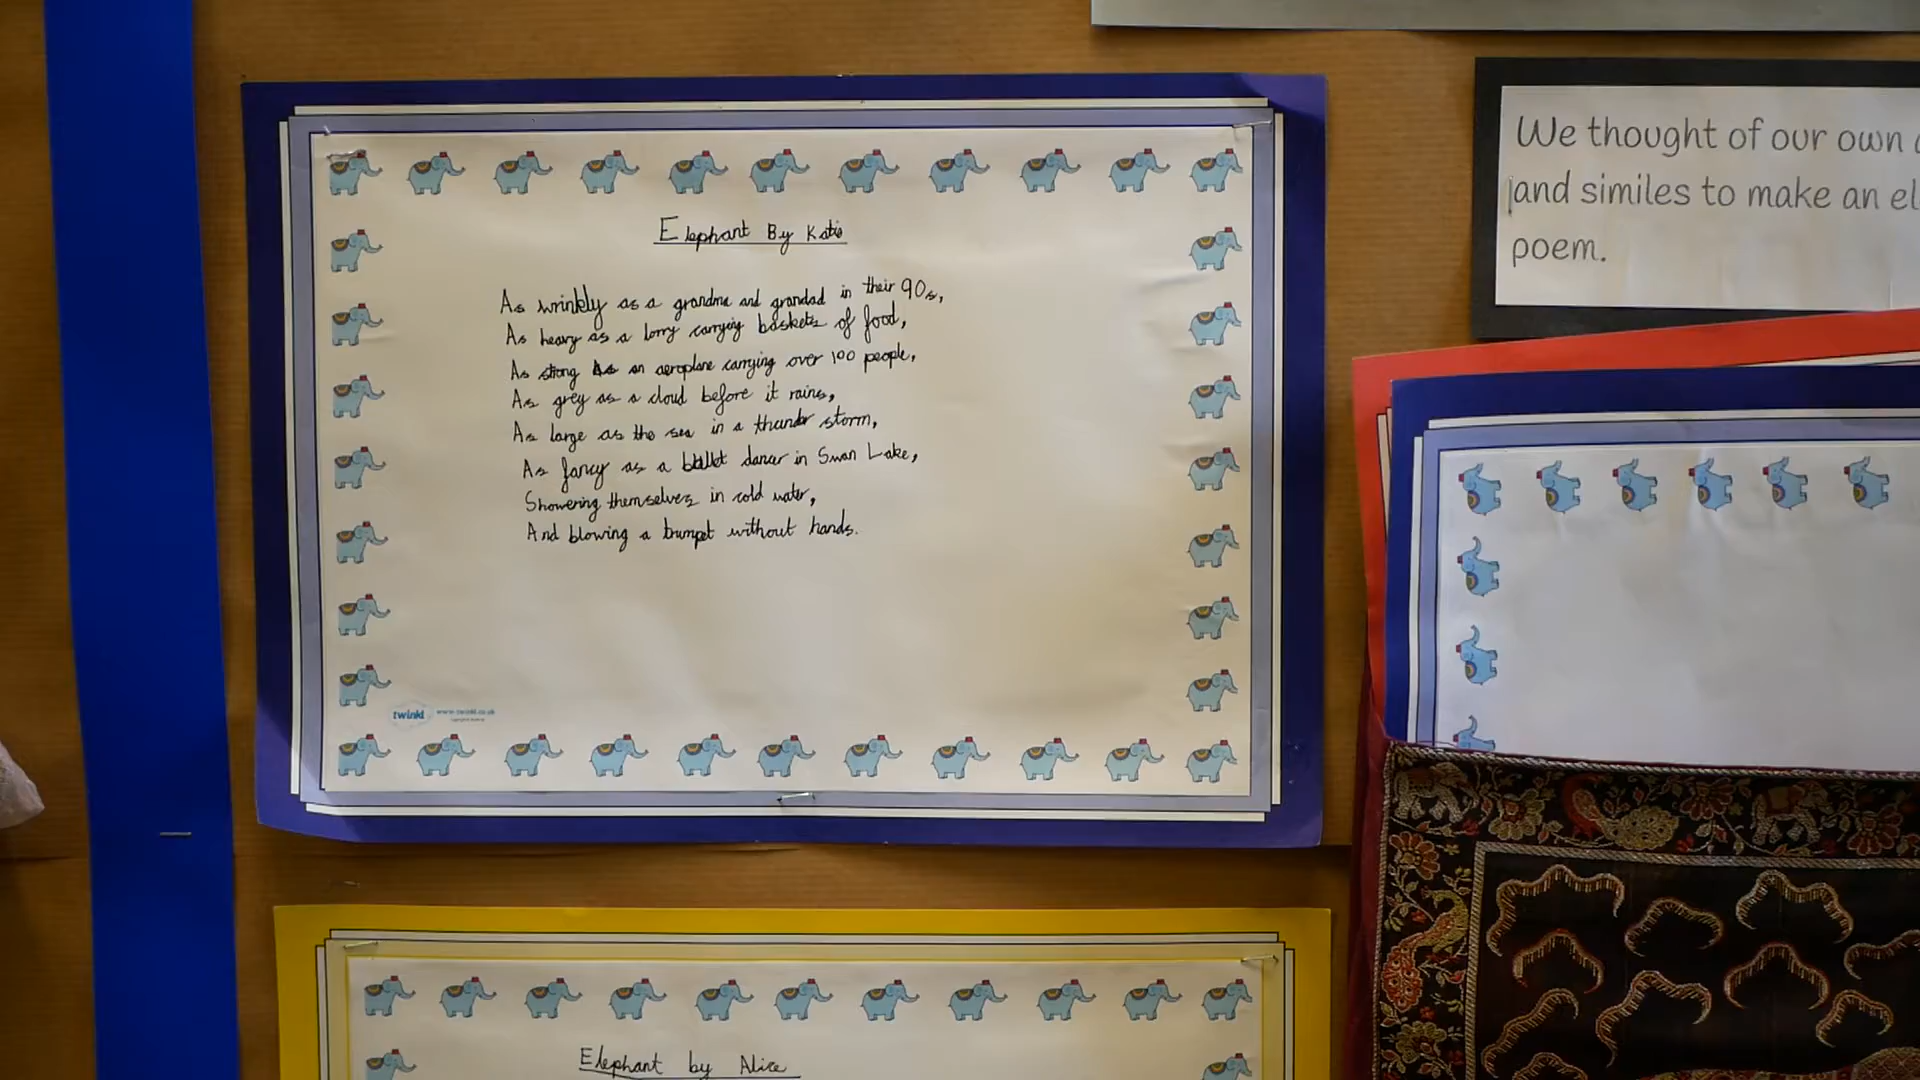 Elephant By Katie
As wrinkly as a grandma and grandad in their 90s,
As heavy as a lorry carrying baskets of food,
As strong as an aeroplane carrying over 100 people,
As grey as a cloud before it rains,
As large as the sea in a thunder storm,
As fancy as a ballet dancer in Swan Lake,
Showering themselves in cold water,
And blowing a trumpet without hands.
twinkl www.twinkl.co.uk
We thought of our own
and similes to make an el
poem.
Elephant by Alice